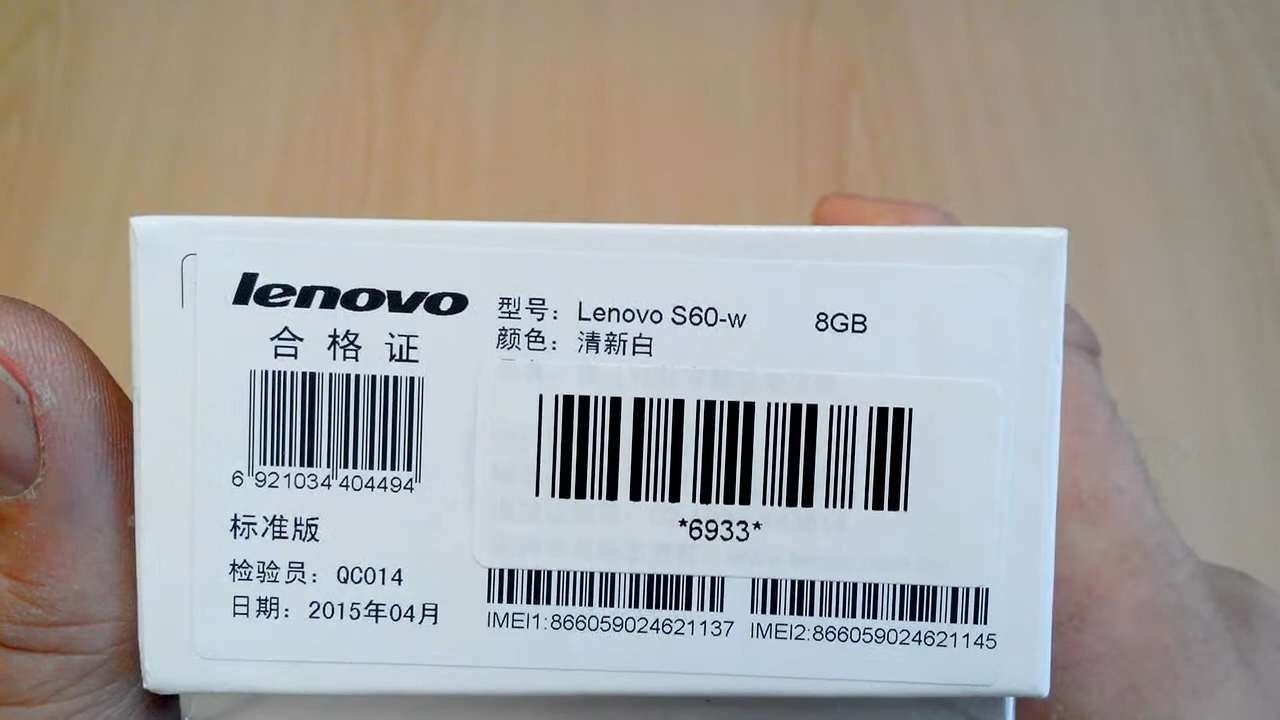 lenovo
合格证
6 921034 404494
标准版
检验员：QC014
日期：2015年04月
型号：Lenovo S60-w 8GB
颜色：清新白
*6933*
IMEI1:866059024621137 IMEI2:866059024621145